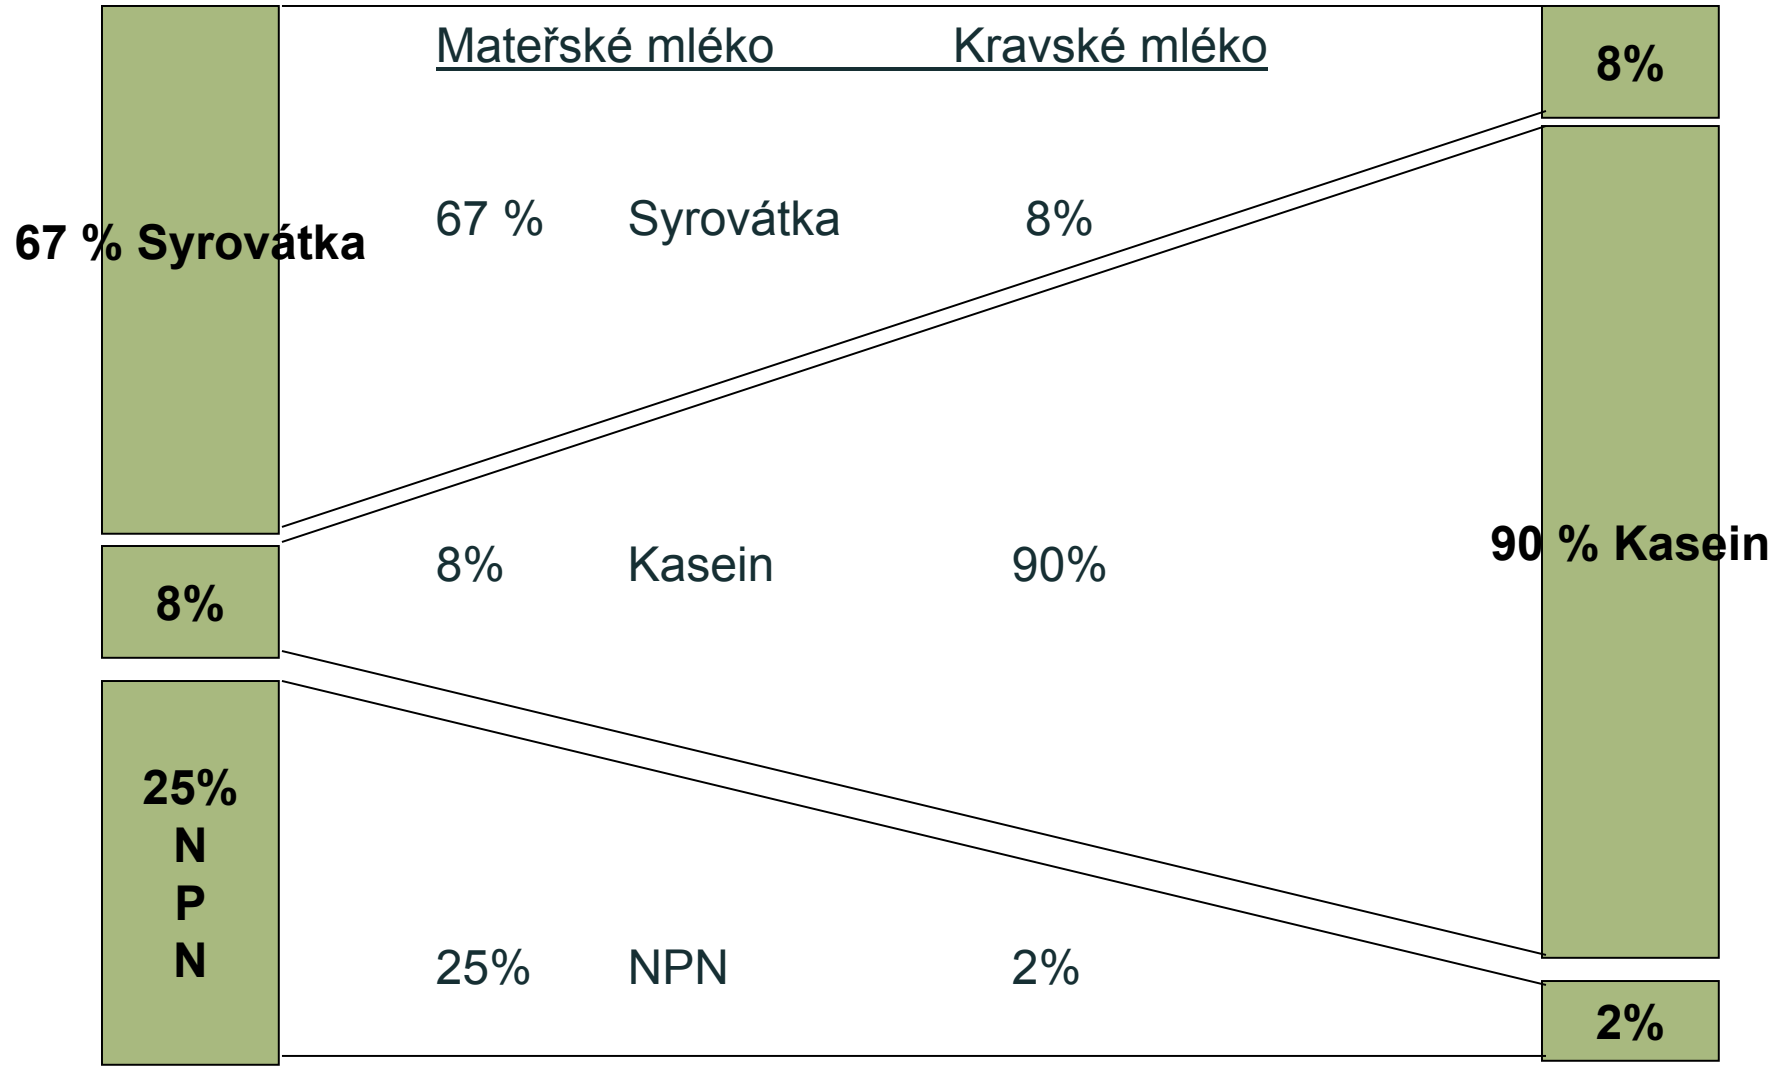 Mateřské mléko Kravské mléko
8%
67 % Syrovátka 8%
67 % Syrovátka
90 % Kasein
8% Kasein 90%
8%
25%
N
P
N
25% NPN 2%
2%